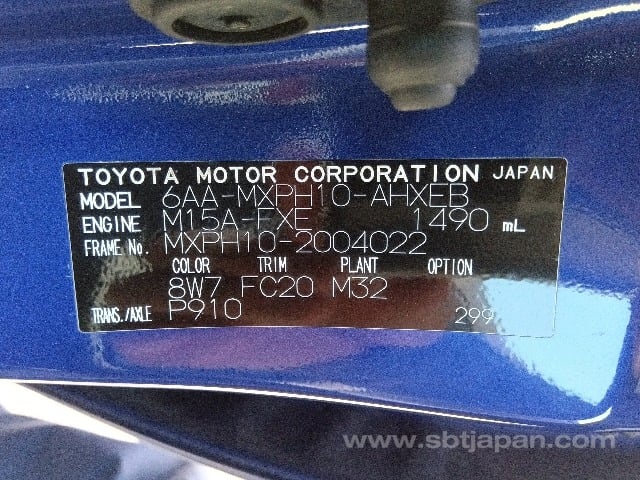 TOYOTA MOTOR CORPORATION JAPAN
MODEL 6AA-MXPH10-AHXEB
ENGINE M15A-FXE 1490 mL
FRAME No. MXPH10-2004022
COLOR TRIM PLANT OPTION
8W7 FC20 M32
TRANS./AXLE P910 299
www.sbtjapan.com